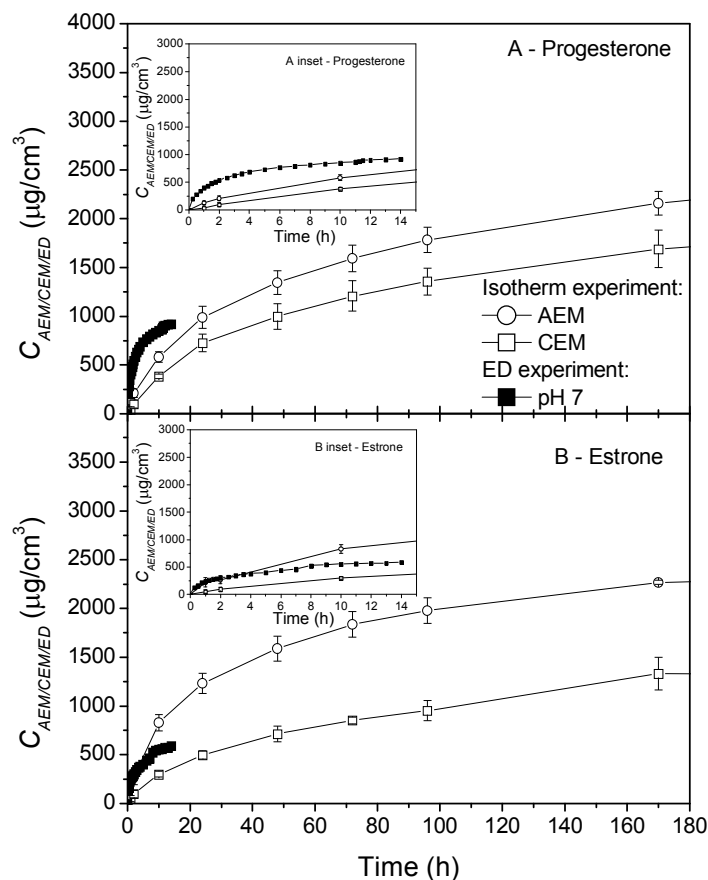 4000
3500
3000
2500
2000
1500
1000
500
0
C_AEM/CEM/ED (μg/cm³)
A - Progesterone
3000
2500
2000
1500
1000
500
0
C_AEM/CEM/ED (μg/cm³)
A inset - Progesterone
0 2 4 6 8 10 12 14
Time (h)
Isotherm experiment:
AEM
CEM
ED experiment:
pH 7
3500
3000
2500
2000
1500
1000
500
0
C_AEM/CEM/ED (μg/cm³)
B - Estrone
3000
2500
2000
1500
1000
500
0
C_AEM/CEM/ED (μg/cm³)
B inset - Estrone
0 2 4 6 8 10 12 14
Time (h)
0 20 40 60 80 100 120 140 160 180
Time (h)